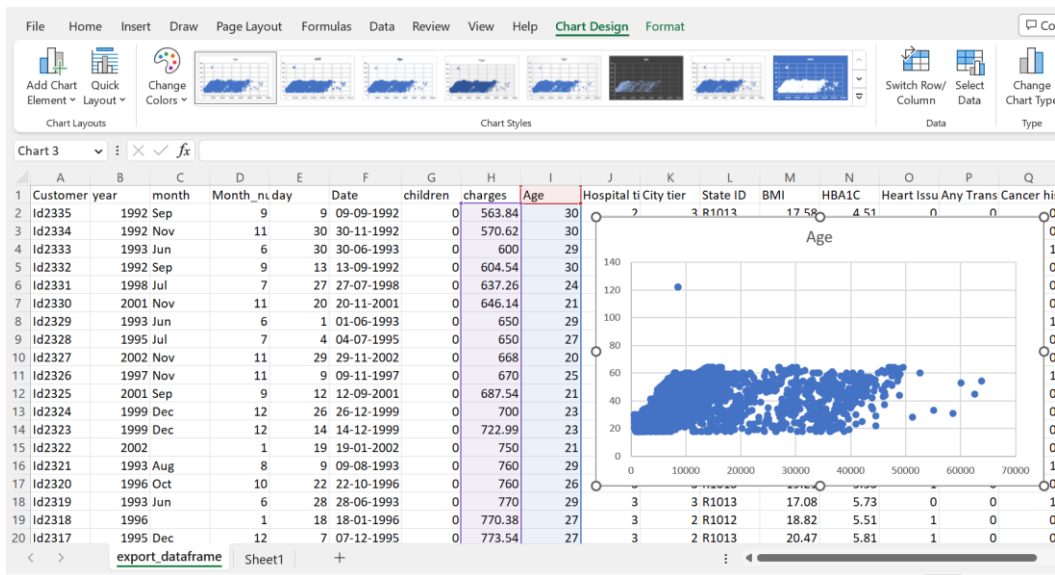 File Home Insert Draw Page Layout Formulas Data Review View Help Chart Design Format Co
Add Chart Element Quick Layout Change Colors Switch Row/ Column Select Data Change Chart Type
Chart Layouts Chart Styles Data Type
Chart 3 fx
A B C D E F G H I J K L M N O P Q
1 Customer year month Month_nu day Date children charges Age Hospital ti City tier State ID BMI HBA1C Heart Issu Any Trans Cancer his
2 Id2335 1992 Sep 9 9 09-09-1992 0 563.84 30 2 3 R1013 17.58 4.51 0 0 0
3 Id2334 1992 Nov 11 30 30-11-1992 0 570.62 30
4 Id2333 1993 Jun 6 30 30-06-1993 0 600 29
5 Id2332 1992 Sep 9 13 13-09-1992 0 604.54 30
6 Id2331 1998 Jul 7 27 27-07-1998 0 637.26 24
7 Id2330 2001 Nov 11 20 20-11-2001 0 646.14 21
8 Id2329 1993 Jun 6 1 01-06-1993 0 650 29
9 Id2328 1995 Jul 7 4 04-07-1995 0 650 27
10 Id2327 2002 Nov 11 29 29-11-2002 0 668 20
11 Id2326 1997 Nov 11 9 09-11-1997 0 670 25
12 Id2325 2001 Sep 9 12 12-09-2001 0 687.54 21
13 Id2324 1999 Dec 12 26 26-12-1999 0 700 23
14 Id2323 1999 Dec 12 14 14-12-1999 0 722.99 23
15 Id2322 2002 1 19 19-01-2002 0 750 21
16 Id2321 1993 Aug 8 9 09-08-1993 0 760 29
17 Id2320 1996 Oct 10 22 22-10-1996 0 760 26
18 Id2319 1993 Jun 6 28 28-06-1993 0 770 29 3 3 R1013 17.08 5.73 0 0
19 Id2318 1996 1 18 18-01-1996 0 770.38 27 3 2 R1012 18.82 5.51 1 0 0
20 Id2317 1995 Dec 12 7 07-12-1995 0 773.54 27 3 2 R1013 20.47 5.81 1 0 0
Age
140
120
100
80
60
40
20
0
0 10000 20000 30000 40000 50000 60000 70000
export_dataframe Sheet1